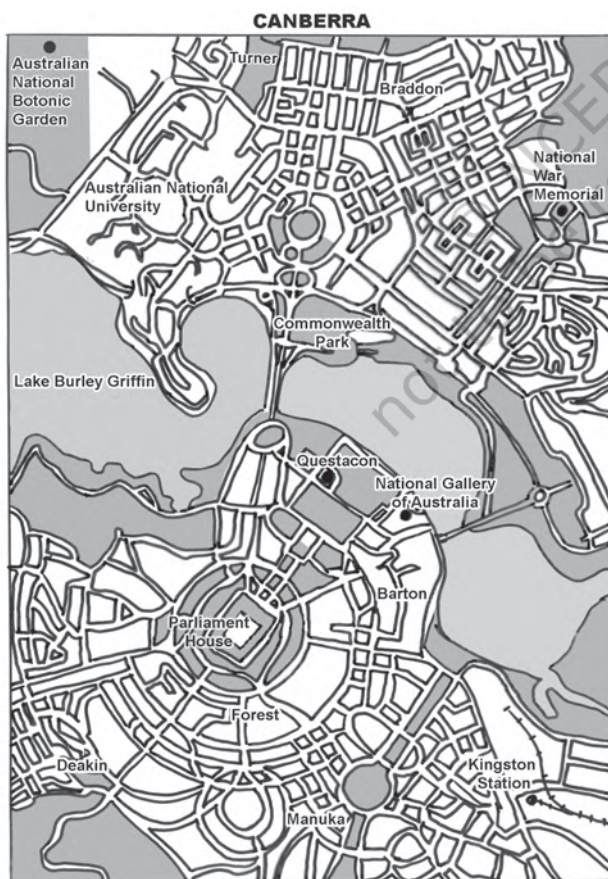 CANBERRA
Australian
National
Botonic
Garden
Turner
Braddon
National
War
Memorial
Australian National
University
Commonwealth
Park
Lake Burley Griffin
Questacon
National Gallery
of Australia
Barton
Parliament
House
Forest
Deakin
Kingston
Station
Manuka
not